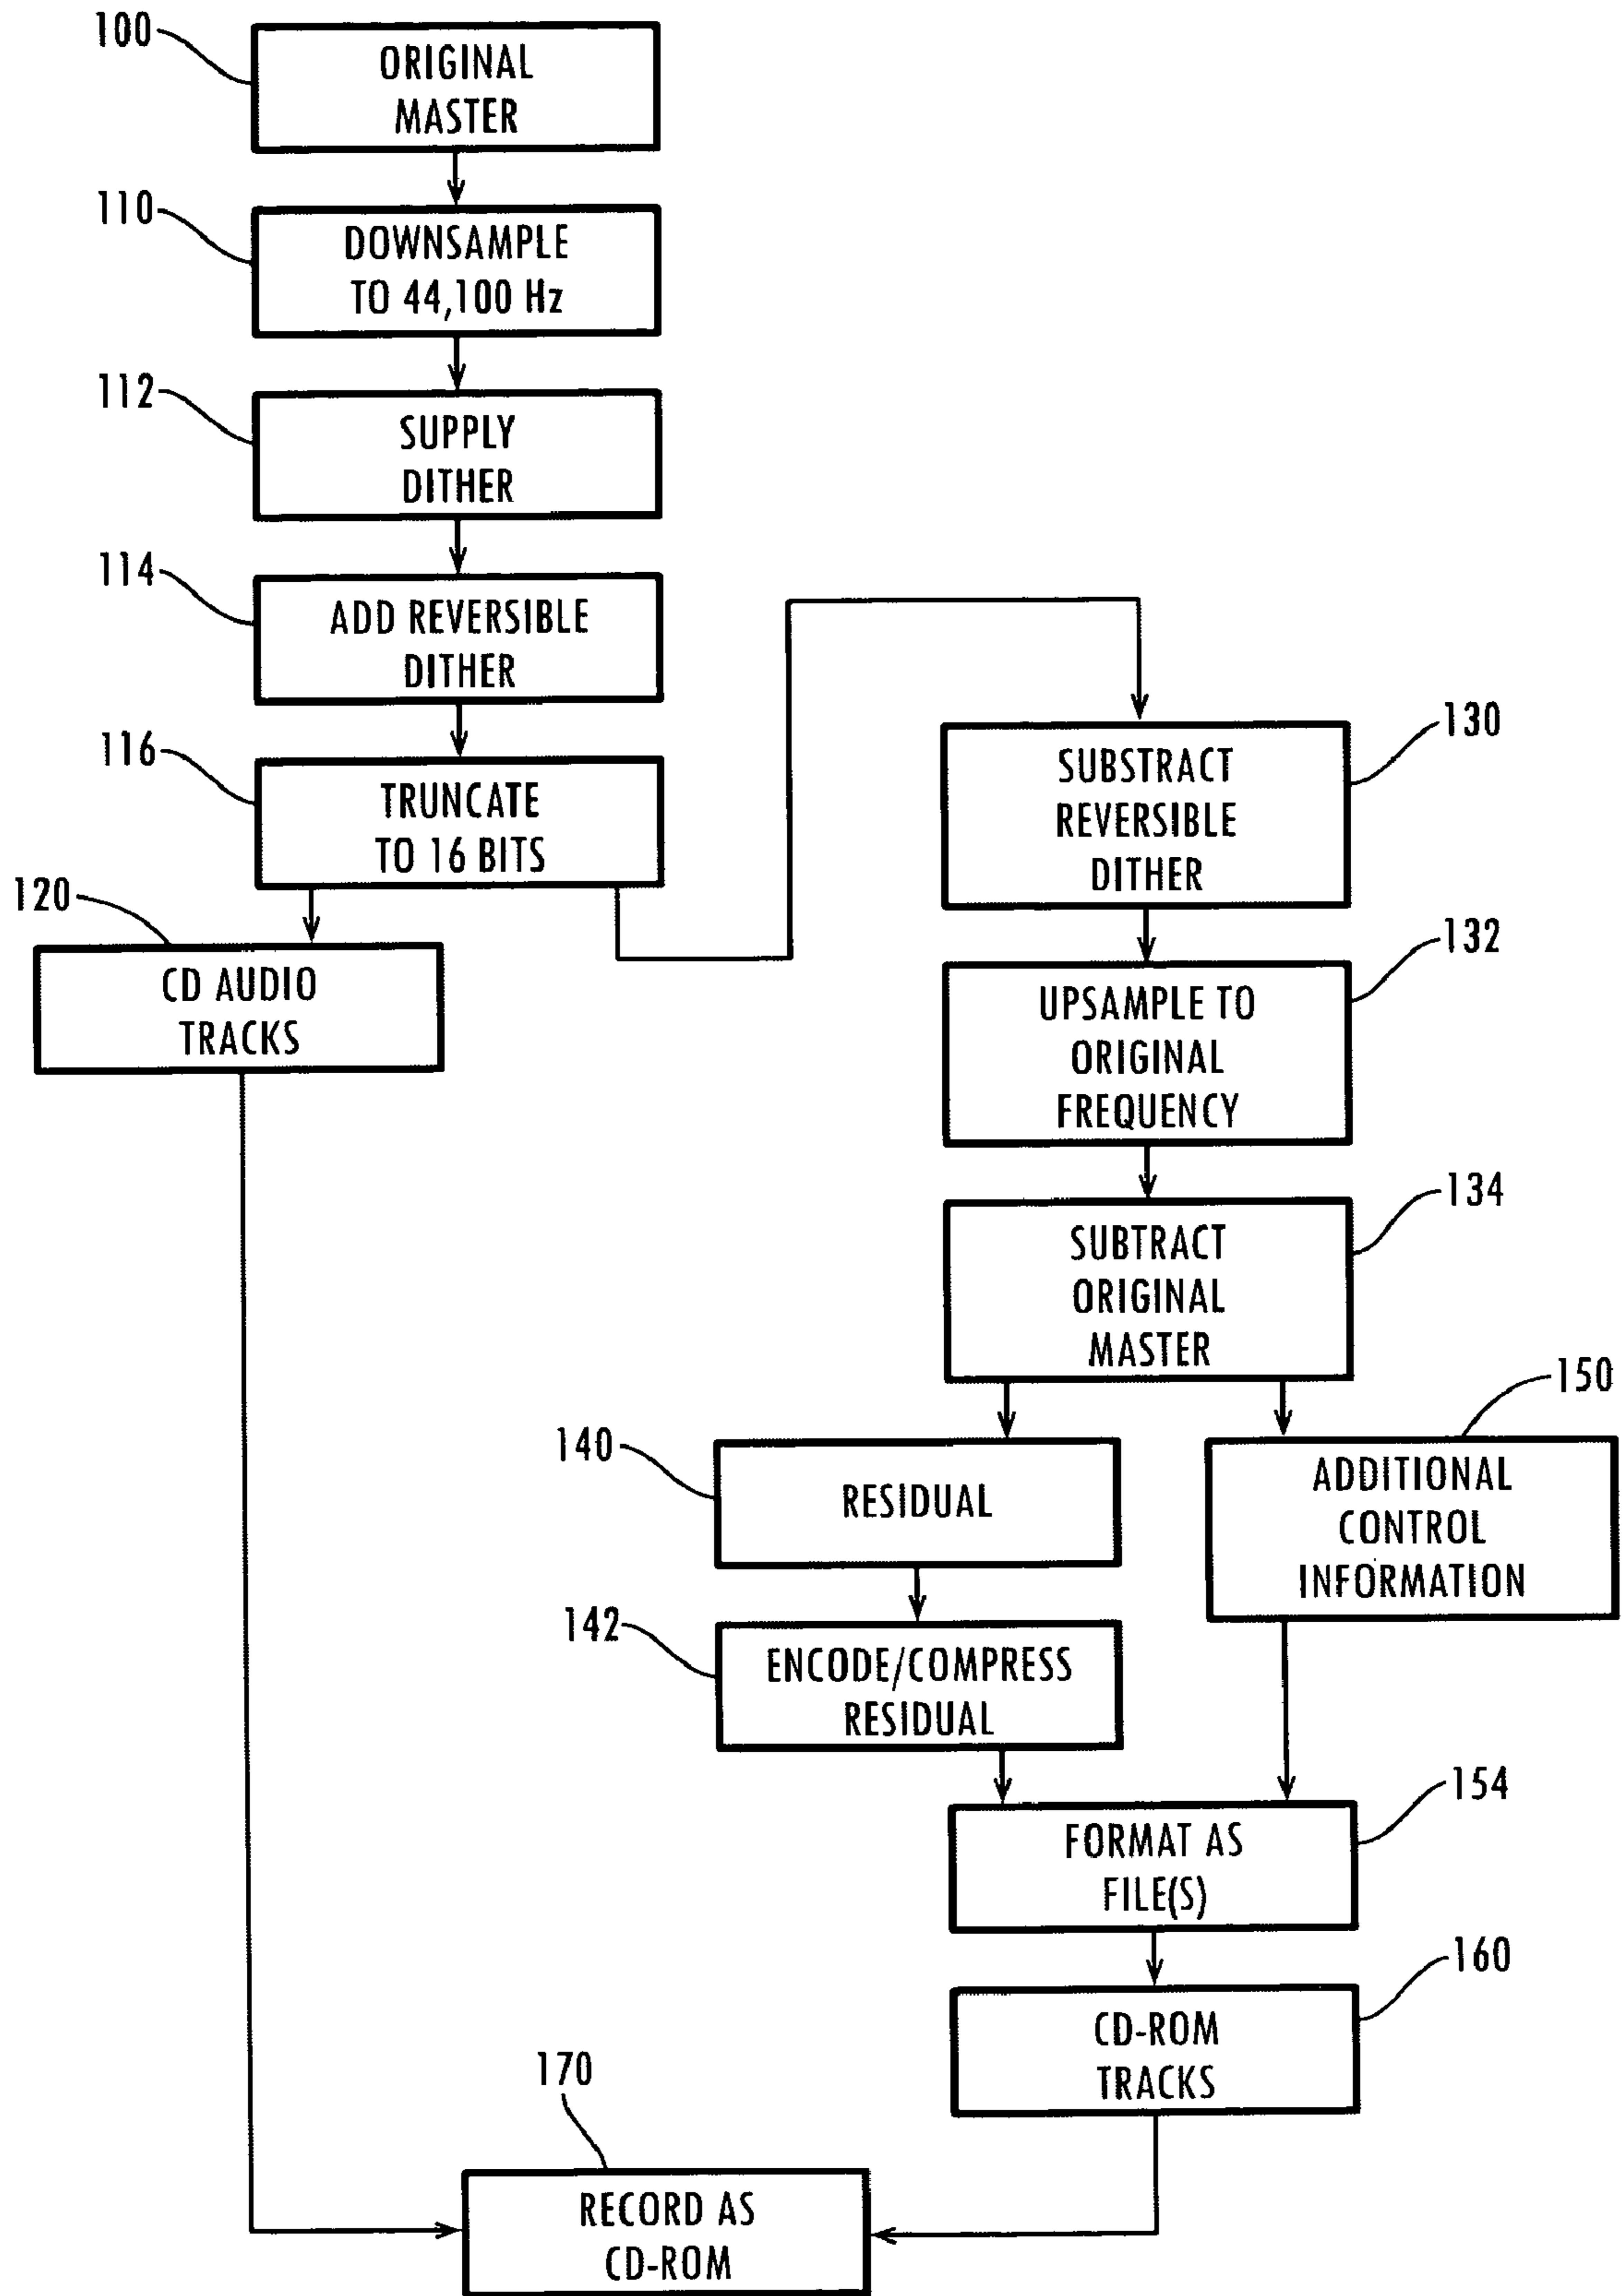 100
ORIGINAL
MASTER
110
DOWNSAMPLE
TO 44,100 Hz
112
SUPPLY
DITHER
114
ADD REVERSIBLE
DITHER
116
TRUNCATE
TO 16 BITS
120
CD AUDIO
TRACKS
130
SUBSTRACT
REVERSIBLE
DITHER
132
UPSAMPLE TO
ORIGINAL
FREQUENCY
134
SUBTRACT
ORIGINAL
MASTER
140
RESIDUAL
150
ADDITIONAL
CONTROL
INFORMATION
142
ENCODE/COMPRESS
RESIDUAL
154
FORMAT AS
FILE(S)
160
CD-ROM
TRACKS
170
RECORD AS
CD-ROM